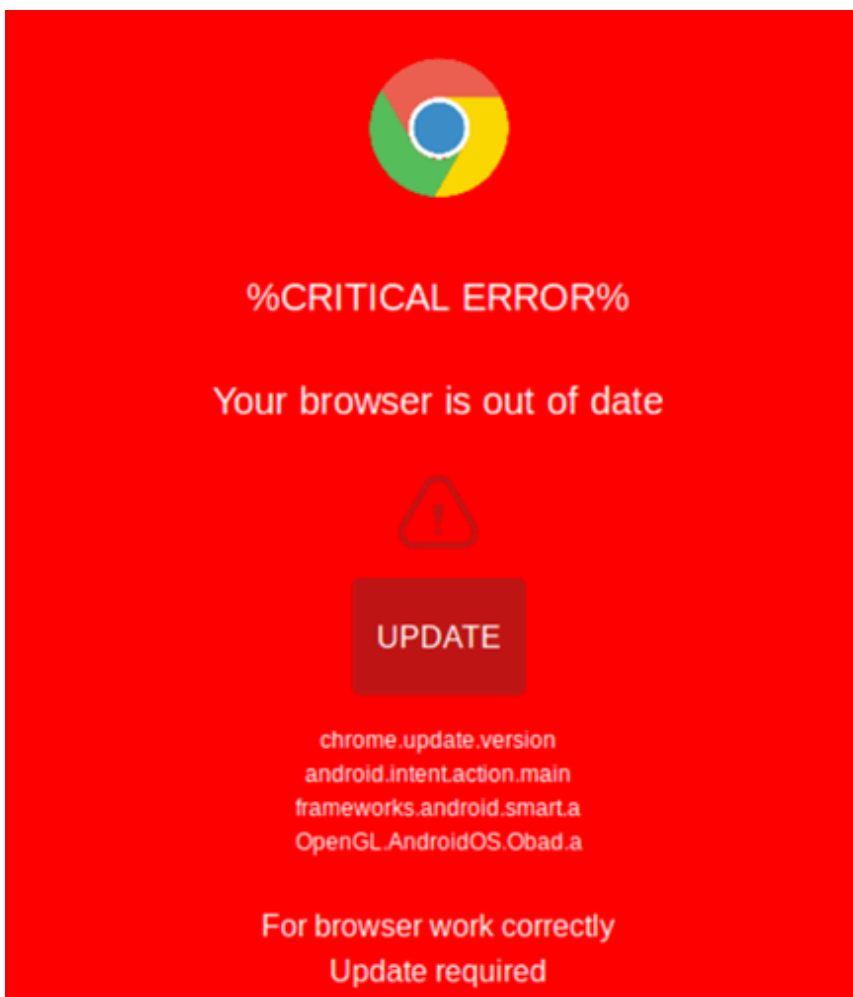 %CRITICAL ERROR%
Your browser is out of date
!
UPDATE
chrome.update.version
android.intent.action.main
frameworks.android.smart.a
OpenGL.AndroidOS.Obad.a
For browser work correctly
Update required